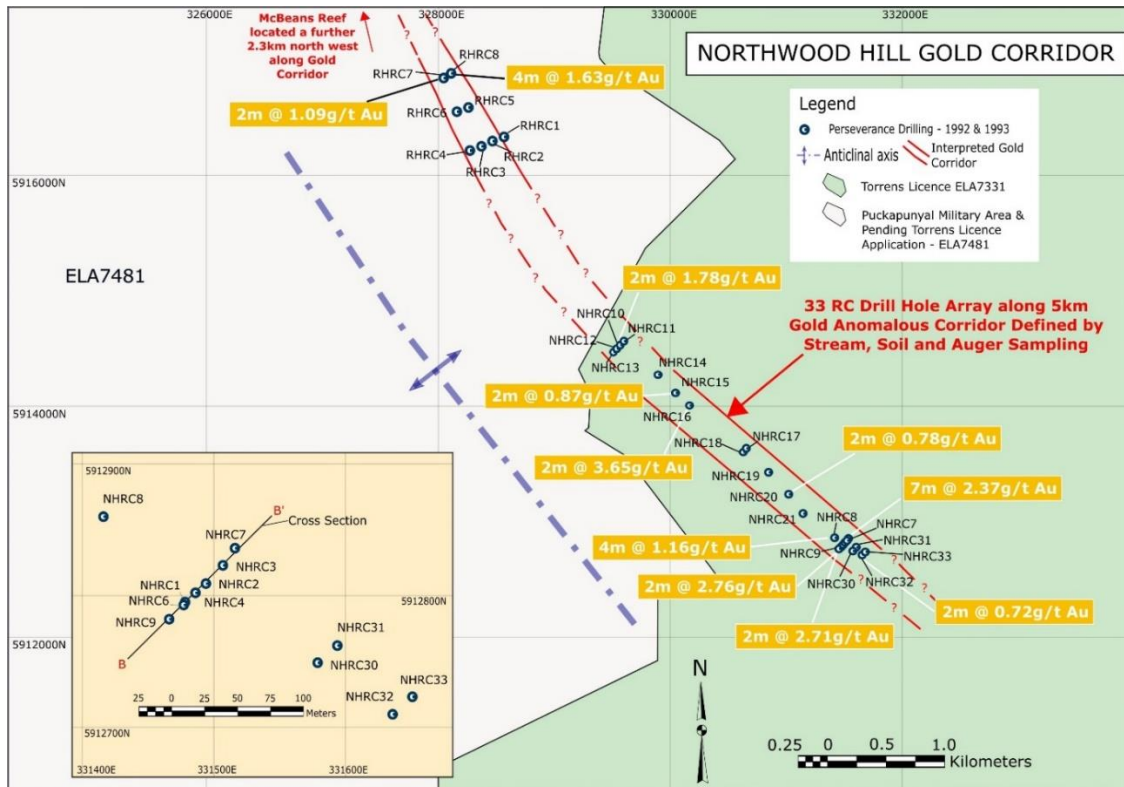 326000E
328000E
330000E
332000E
McBeans Reef
located a further
2.3km north west
along Gold
Corridor
NORTHWOOD HILL GOLD CORRIDOR
RHRC8
RHRC7
4m @ 1.63g/t Au
2m @ 1.09g/t Au
RHRC5
RHRC6
RHRC1
RHRC4
RHRC2
RHRC3
Legend
Perseverance Drilling - 1992 & 1993
Anticlinal axis
Interpreted Gold
Corridor
Torrens Licence ELA7331
Puckapunyal Military Area &
Pending Torrens Licence
Application - ELA7481
5916000N
ELA7481
? ? ? ? ? ? ? ? ? ? ? ?
2m @ 1.78g/t Au
NHRC10
NHRC11
NHRC12
NHRC13
NHRC14
33 RC Drill Hole Array along 5km
Gold Anomalous Corridor Defined by
Stream, Soil and Auger Sampling
NHRC15
2m @ 0.87g/t Au
5914000N
NHRC16
NHRC17
NHRC18
2m @ 0.78g/t Au
2m @ 3.65g/t Au
NHRC19
7m @ 2.37g/t Au
NHRC20
NHRC21
NHRC8
NHRC7
4m @ 1.16g/t Au
NHRC9
NHRC31
NHRC33
2m @ 2.76g/t Au
NHRC30
NHRC32
2m @ 0.72g/t Au
2m @ 2.71g/t Au
5912000N
5912900N
NHRC8
B'
Cross Section
NHRC7
NHRC3
NHRC1
NHRC2
NHRC6
NHRC4
5912800N
NHRC9
NHRC31
B
NHRC30
NHRC33
NHRC32
25 0 25 50 75 100
Meters
5912700N
331400E
331500E
331600E
N
0.25 0 0.5 1.0
Kilometers